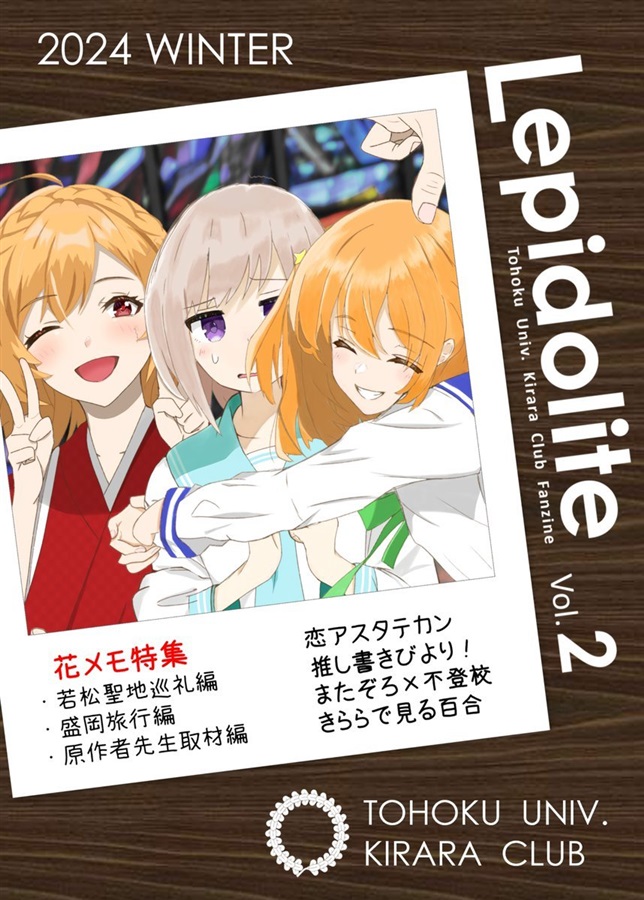 2024 WINTER
Lepidolite
Tohoku Univ. Kirara Club Fanzine
Vol. 2
花メモ特集
・若松聖地巡礼編
・盛岡旅行編
・原作者先生取材編
恋アスタテカン
推し書きびより！
またぞろ×不登校
きららで見る百合
TOHOKU UNIV.
KIRARA CLUB